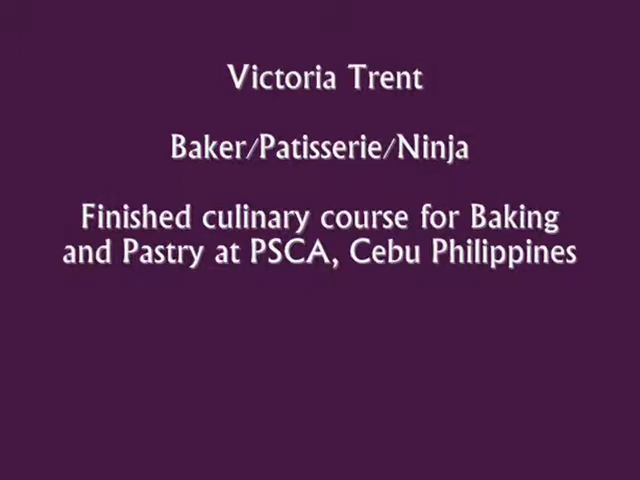 Victoria Trent
Baker/Patisserie/Ninja
Finished culinary course for Baking
and Pastry at PSCA, Cebu Philippines